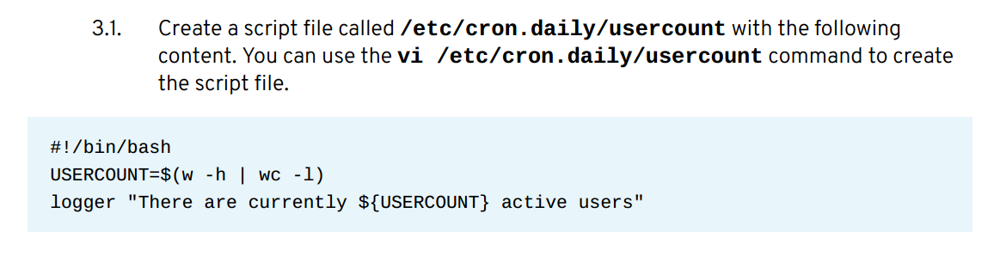 3.1. Create a script file called /etc/cron.daily/usercount with the following
content. You can use the vi /etc/cron.daily/usercount command to create
the script file.
#!/bin/bash
USERCOUNT=$(w -h | wc -l)
logger "There are currently ${USERCOUNT} active users"